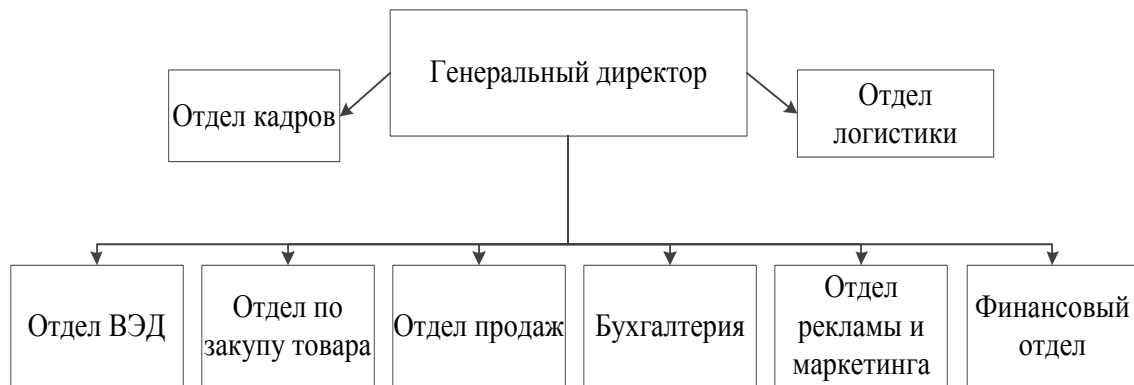 Генеральный директор
Отдел кадров
Отдел
логистики
Отдел ВЭД
Отдел по
закупу товара
Отдел продаж
Бухгалтерия
Отдел
рекламы и
маркетинга
Финансовый
отдел